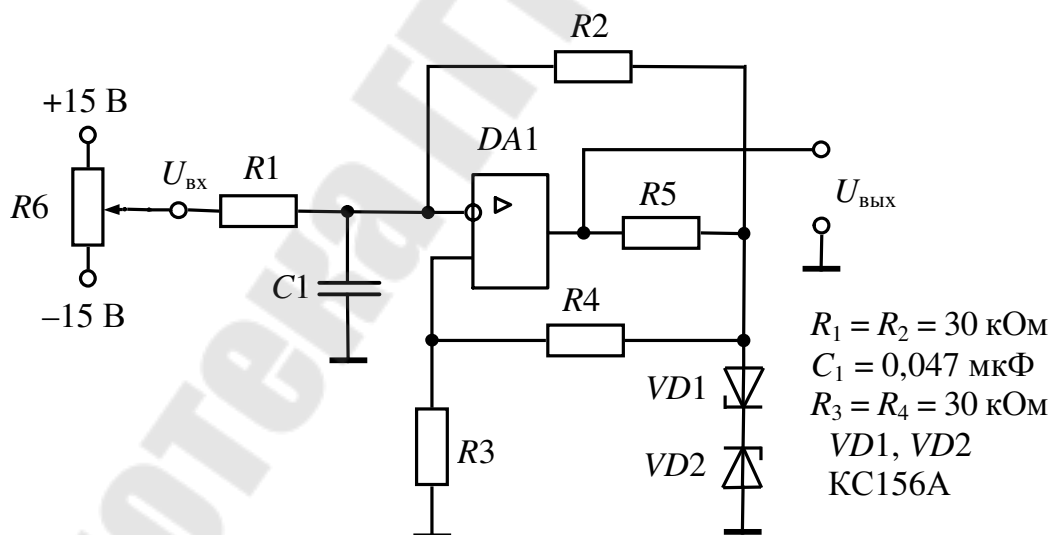 R2
+15 В
DA1
Uвх
R1
R6
R5
Uвых
C1
–15 В
R4
R₁ = R₂ = 30 кОм
C₁ = 0,047 мкФ
VD1
R₃ = R₄ = 30 кОм
R3
VD2
VD1, VD2
КС156А